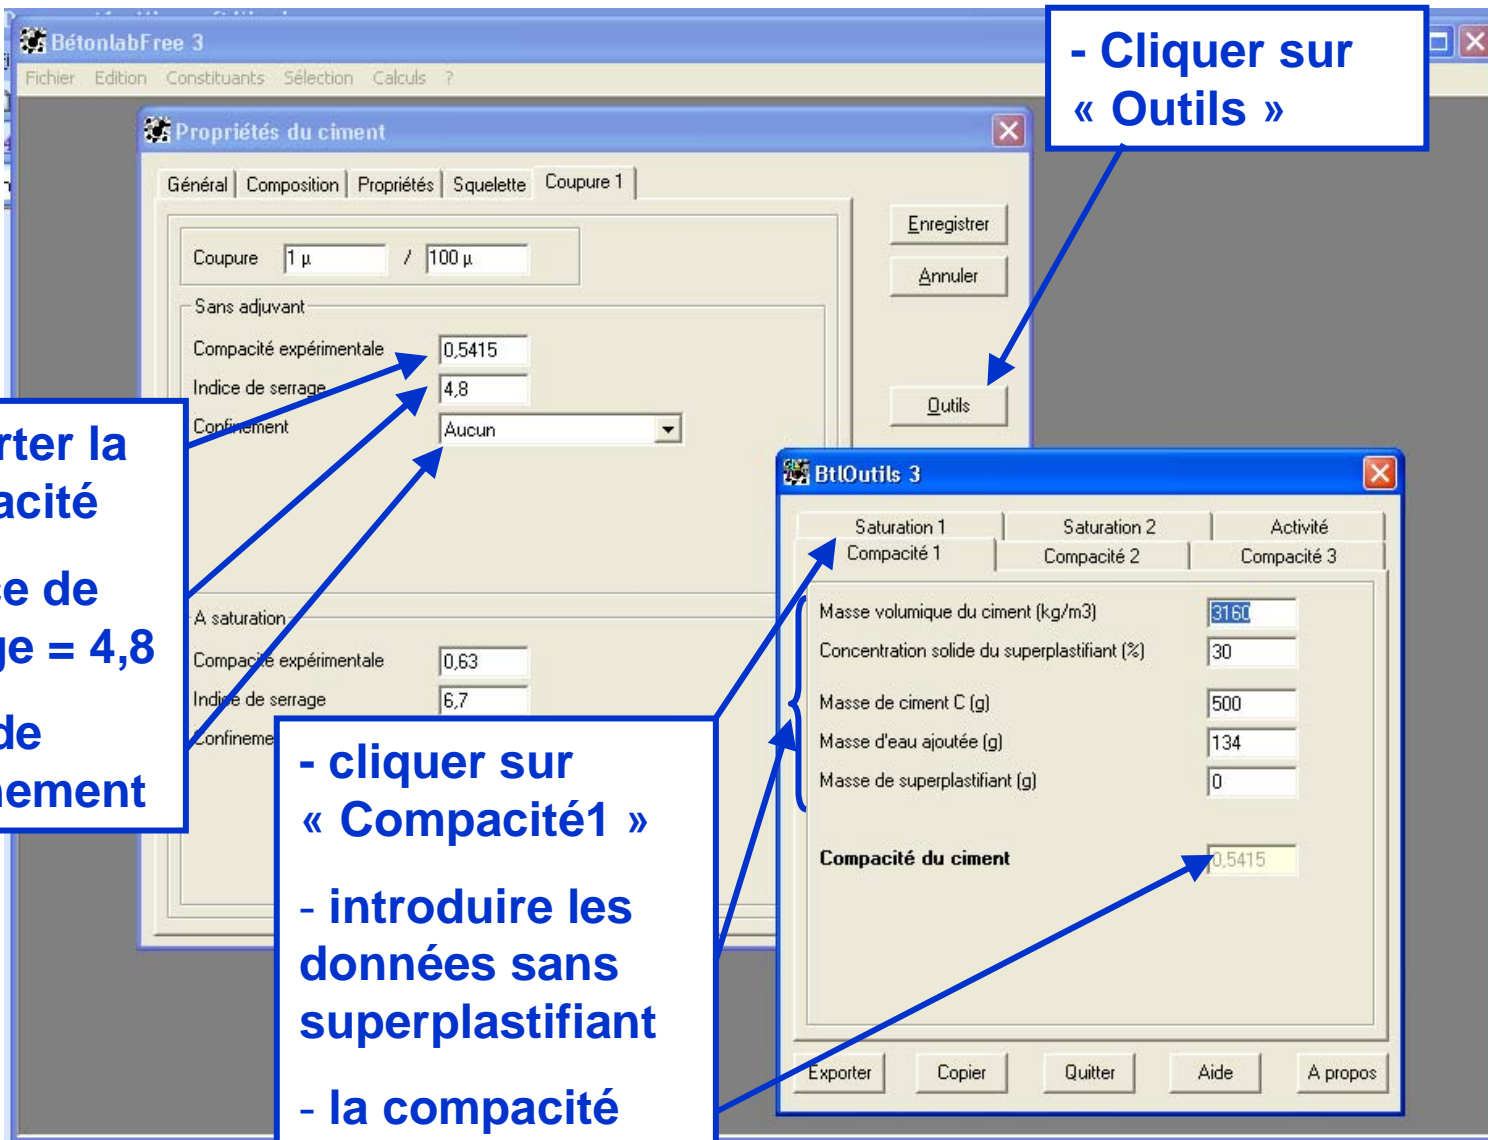 BétonlabFree 3
Fichier Edition Constituants Sélection Calculs ?
- Cliquer sur
« Outils »
Propriétés du ciment
Général Composition Propriétés Squelette Coupure 1
Enregistrer
Annuler
Outils
Coupure 1 µ / 100 µ
Sans adjuvant
Compacité expérimentale 0,5415
Indice de serrage 4,8
Confinement Aucun
rter la
acité
ce de
ge = 4,8
de
nement
A saturation
Compacité expérimentale 0,63
Indice de serrage 6,7
Confineme
- cliquer sur
« Compacité1 »
- introduire les
données sans
superplastifiant
- la compacité
BtlOutils 3
Saturation 1 Saturation 2 Activité
Compacité 1 Compacité 2 Compacité 3
Masse volumique du ciment (kg/m3) 3160
Concentration solide du superplastifiant (%) 30
Masse de ciment C (g) 500
Masse d'eau ajoutée (g) 134
Masse de superplastifiant (g) 0
Compacité du ciment 0,5415
Exporter Copier Quitter Aide A propos